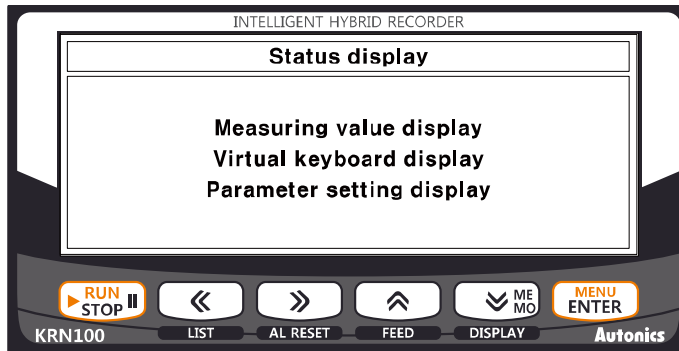 INTELLIGENT HYBRID RECORDER
Status display
Measuring value display
Virtual keyboard display
Parameter setting display
RUN
STOP
ME
MO
MENU
ENTER
KRN100
LIST
AL RESET
FEED
DISPLAY
Autonics